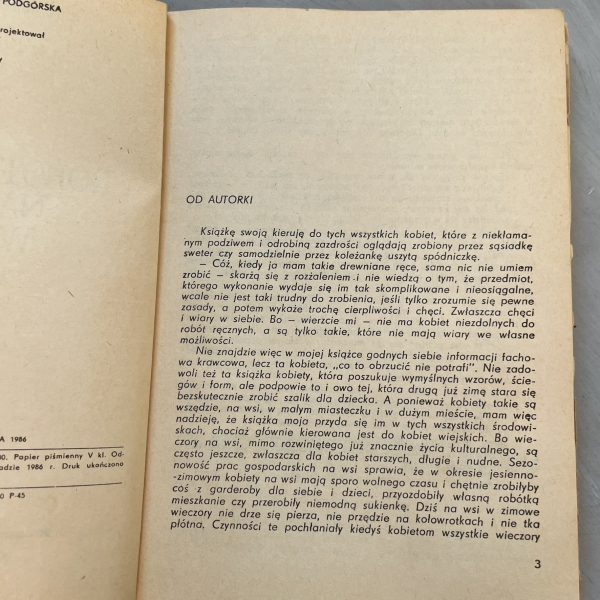 PODGÓRSKA
rojektował
A 1986
00. Papier piśmienny V kl. Od-
adzie 1986 r. Druk ukończono
0 P-45
OD AUTORKI
Książkę swoją kieruję do tych wszystkich kobiet, które z niekłama-
nym podziwem i odrobiną zazdrości oglądają zrobiony przez sąsiadkę
sweter czy samodzielnie przez koleżankę uszytą spódniczkę.
— Cóż, kiedy ja mam takie drewniane ręce, sama nic nie umiem
zrobić — skarżą się z rozżaleniem i nie wiedzą o tym, że przedmiot,
którego wykonanie wydaje się im tak skomplikowane i nieosiągalne,
wcale nie jest taki trudny do zrobienia, jeśli tylko zrozumie się pewne
zasady, a potem wykaże trochę cierpliwości i chęci. Zwłaszcza chęci
i wiary w siebie. Bo — wierzcie mi — nie ma kobiet niezdolnych do
robót ręcznych, a są tylko takie, które nie mają wiary we własne
możliwości.
Nie znajdzie więc w mojej książce godnych siebie informacji facho-
wa krawcowa, lecz ta kobieta, „co to obrzucić nie potrafi". Nie zado-
woli też ta książka kobiety, która poszukuje wymyślnych wzorów, ście-
gów i form, ale podpowie to i owo tej, która drugą już zimę stara się
bezskutecznie zrobić szalik dla dziecka. A ponieważ kobiety takie są
wszędzie, na wsi, w małym miasteczku i w dużym mieście, mam więc
nadzieję, że książka moja przyda się im w tych wszystkich środowi-
skach, chociaż głównie kierowana jest do kobiet wiejskich. Bo wie-
czory na wsi, mimo rozwiniętego już znacznie życia kulturalnego, są
często jeszcze, zwłaszcza dla kobiet starszych, długie i nudne. Sezo-
nowość prac gospodarskich na wsi sprawia, że w okresie jesienno-
-zimowym kobiety na wsi mają sporo wolnego czasu i chętnie zrobiłyby
coś z garderoby dla siebie i dzieci, przyozdobiły własną robótką
mieszkanie czy przerobiły niemodną sukienkę. Dziś na wsi w zimowe
wieczory nie drze się pierza, nie przędzie na kołowrotkach i nie tka
płótna. Czynności te pochłaniały kiedyś kobietom wszystkie wieczory
3